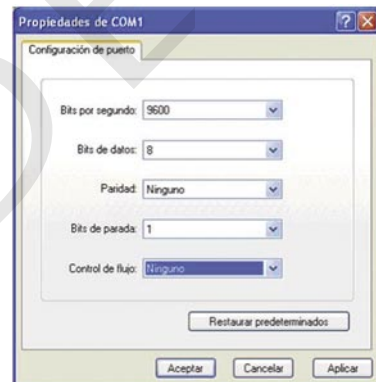 Propiedades de COM1
Configuración de puerto
Bits por segundo: 9600
Bits de datos: 8
Paridad: Ninguno
Bits de parada: 1
Control de flujo: Ninguno
Restaurar predeterminados
Aceptar Cancelar Aplicar